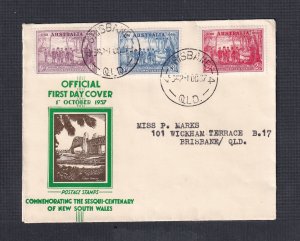 AUSTRALIA
AUSTRALIA
AUSTRALIA
BRISBANE
QLD.
QLD.
OFFICIAL
FIRST DAY COVER
1ST OCTOBER 1937
MISS P. MARKS
101 WICKHAM TERRACE B.17
BRISBANE/ QLD.
POSTAGE STAMPS
COMMEMORATING THE SESQUI-CENTENARY
OF NEW SOUTH WALES